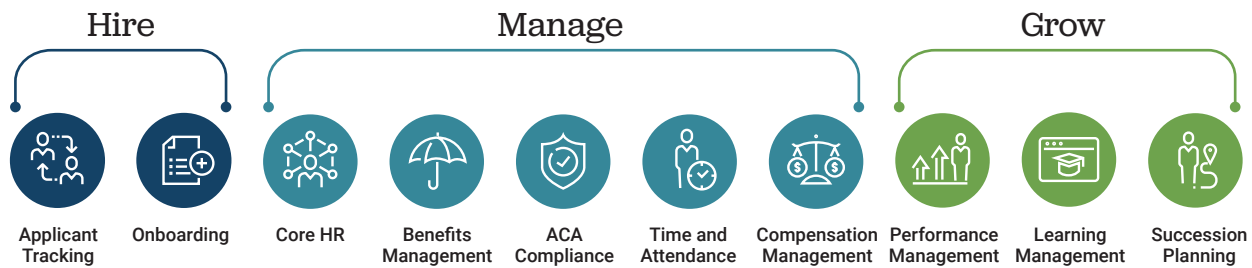 Hire
Manage
Grow
Applicant
Tracking
Onboarding
Core HR
Benefits
Management
ACA
Compliance
Time and
Attendance
Compensation
Management
$ $
Performance
Management
Learning
Management
Succession
Planning